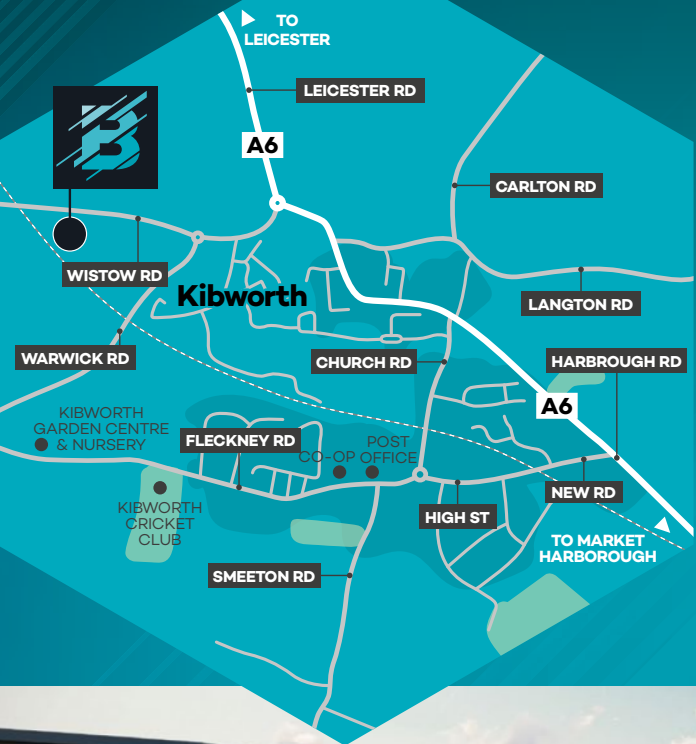 TO
LEICESTER
LEICESTER RD
A6
B
CARLTON RD
WISTOW RD
Kibworth
LANGTON RD
WARWICK RD
CHURCH RD
HARBROUGH RD
A6
KIBWORTH
GARDEN CENTRE
& NURSERY
FLECKNEY RD
CO-OP
POST
OFFICE
KIBWORTH
CRICKET
CLUB
HIGH ST
NEW RD
TO MARKET
HARBOROUGH
SMEETON RD